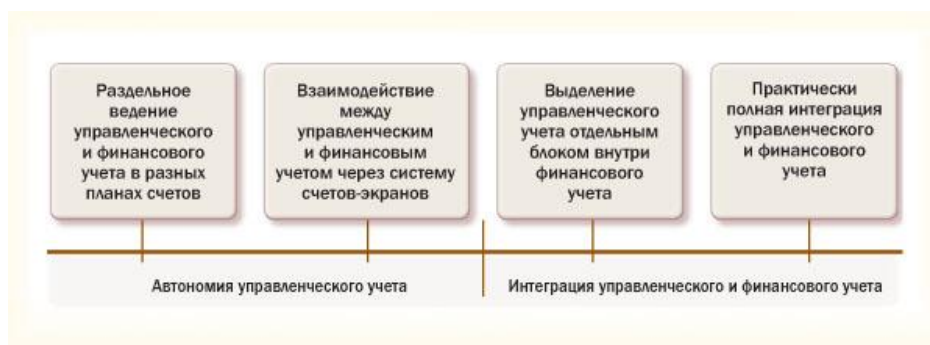 Раздельное
ведение
управленческого
и финансового
учета в разных
планах счетов
Взаимодействие
между
управленческим
и финансовым
учетом через систему
счетов-экранов
Выделение
управленческого
учета отдельным
блоком внутри
финансового
учета
Практически
полная интеграция
управленческого
и финансового
учета
Автономия управленческого учета
Интеграция управленческого и финансового учета